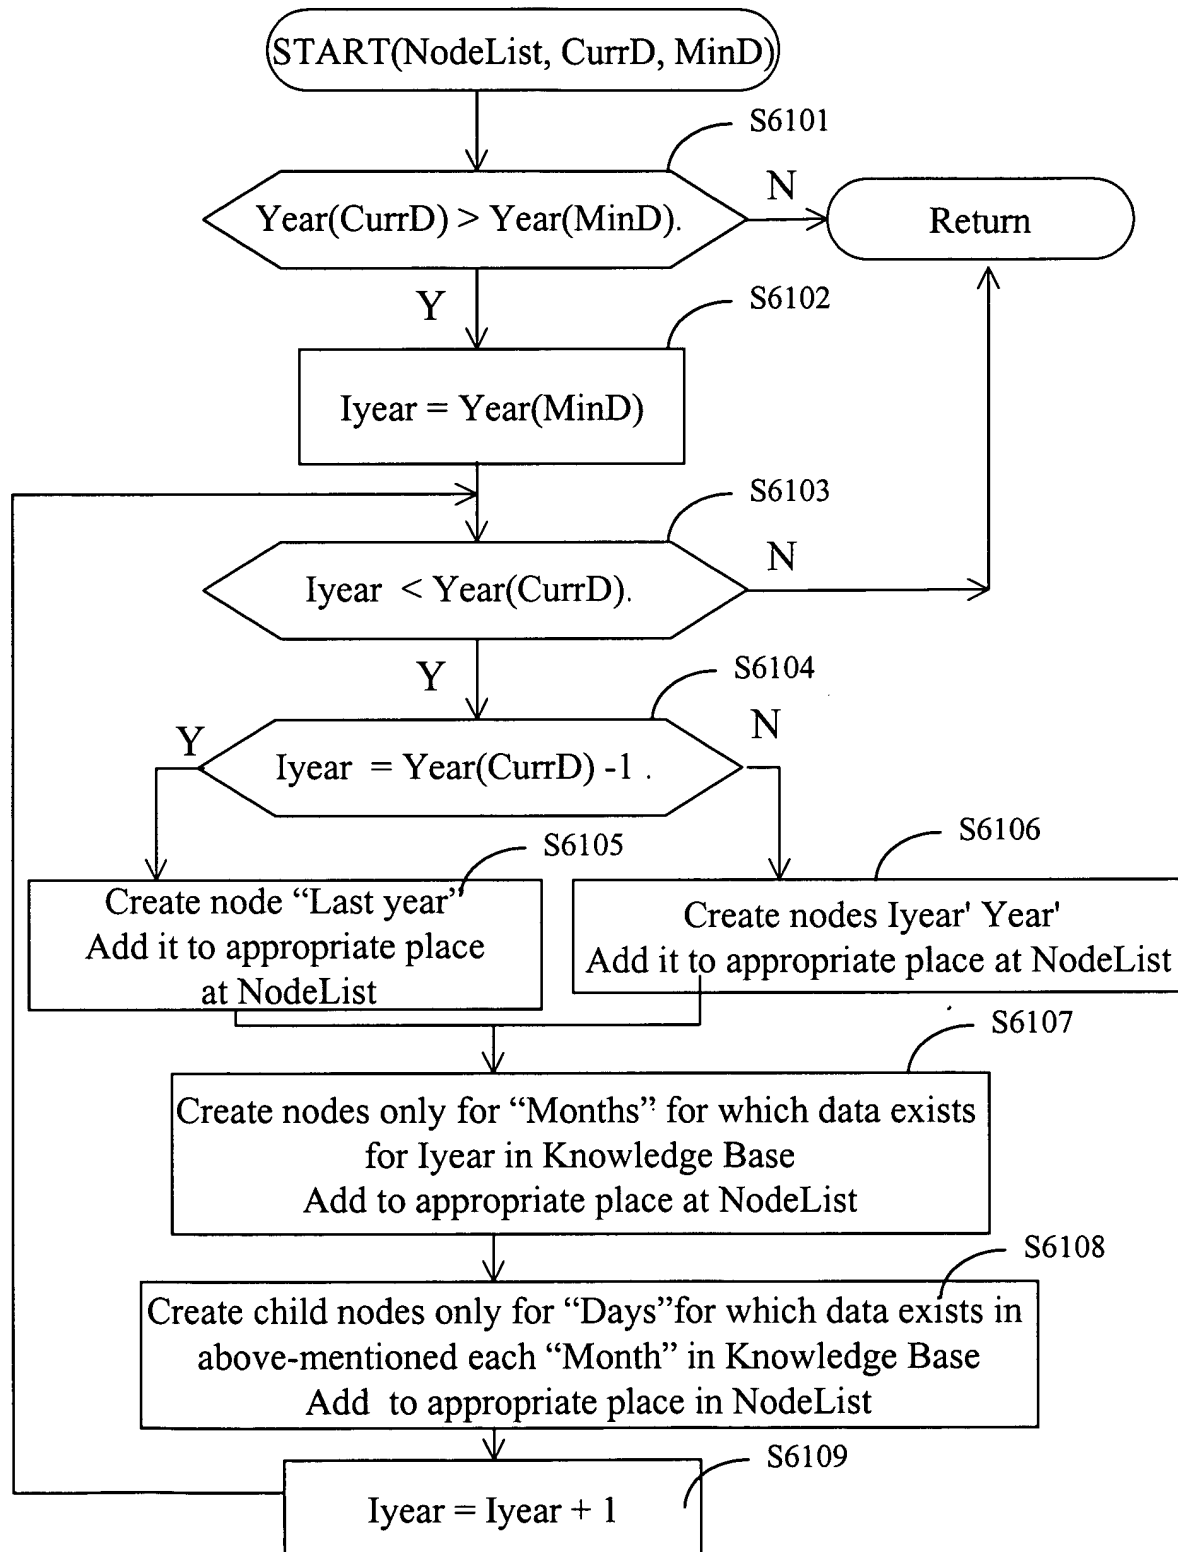 START(NodeList, CurrD, MinD)
S6101
Year(CurrD) > Year(MinD).
N
Return
Y
S6102
Iyear = Year(MinD)
S6103
Iyear < Year(CurrD).
N
Y
S6104
Y
Iyear = Year(CurrD) -1 .
N
S6105
S6106
Create node “Last year”
Add it to appropriate place
at NodeList
Create nodes Iyear' Year'
Add it to appropriate place at NodeList
S6107
Create nodes only for “Months” for which data exists
for Iyear in Knowledge Base
Add to appropriate place at NodeList
S6108
Create child nodes only for “Days”for which data exists in
above-mentioned each “Month” in Knowledge Base
Add to appropriate place in NodeList
S6109
Iyear = Iyear + 1